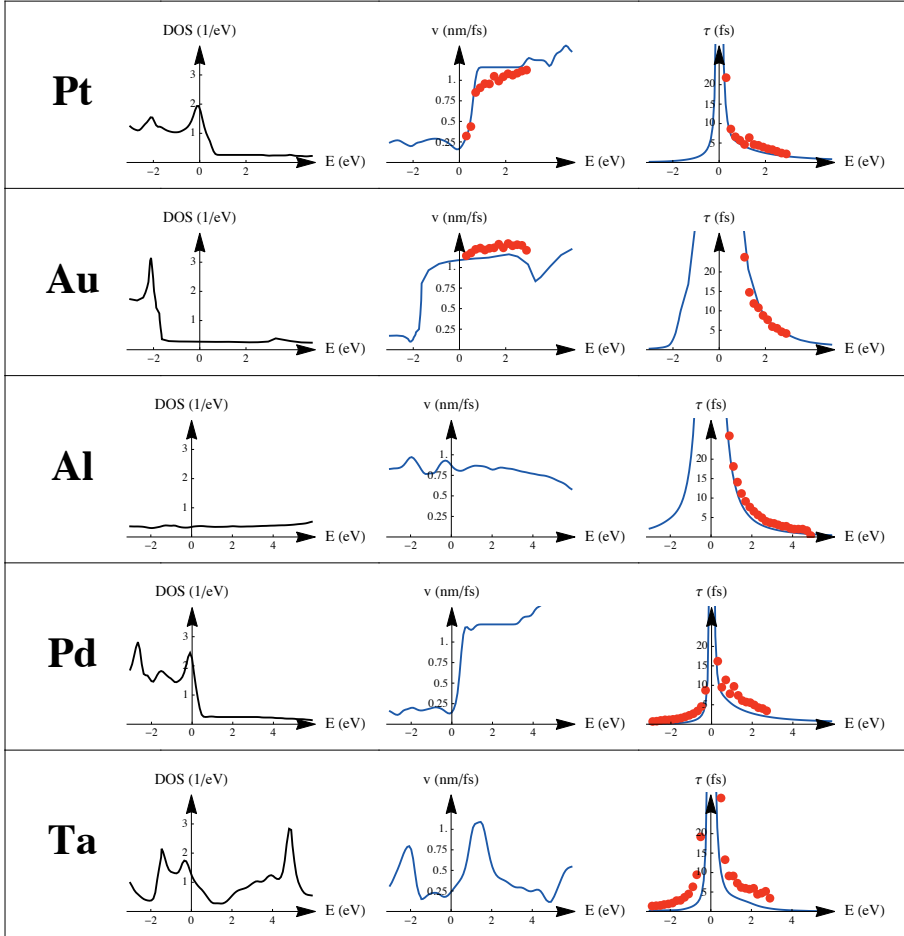 DOS (1/eV) v (nm/fs) τ (fs)
Pt
3 2 1
−2 0 2 4 E (eV)
1. 0.75 0.5 0.25
0 2 4 E (eV)
20 15 10 5
−2 0 2 E (eV)
DOS (1/eV) v (nm/fs) τ (fs)
Au
3 2 1
−2 0 2 4 E (eV)
1. 0.75 0.5 0.25
−2 0 2 E (eV)
20 15 10 5
−2 0 2 4 E (eV)
DOS (1/eV) v (nm/fs) τ (fs)
Al
3 2 1
−2 0 2 4 E (eV)
1. 0.75 0.5 0.25
−2 0 2 4 E (eV)
20 15 10 5
−2 0 2 4 E (eV)
DOS (1/eV) v (nm/fs) τ (fs)
Pd
3 2 1
−2 0 2 4 E (eV)
1. 0.75 0.5 0.25
−2 0 2 4 E (eV)
20 15 10 5
−2 0 2 4 E (eV)
DOS (1/eV) v (nm/fs) τ (fs)
Ta
3 2 1
−2 0 2 4 E (eV)
1. 0.75 0.5 0.25
−2 0 2 4 E (eV)
20 15 10 5
−2 0 2 4 E (eV)